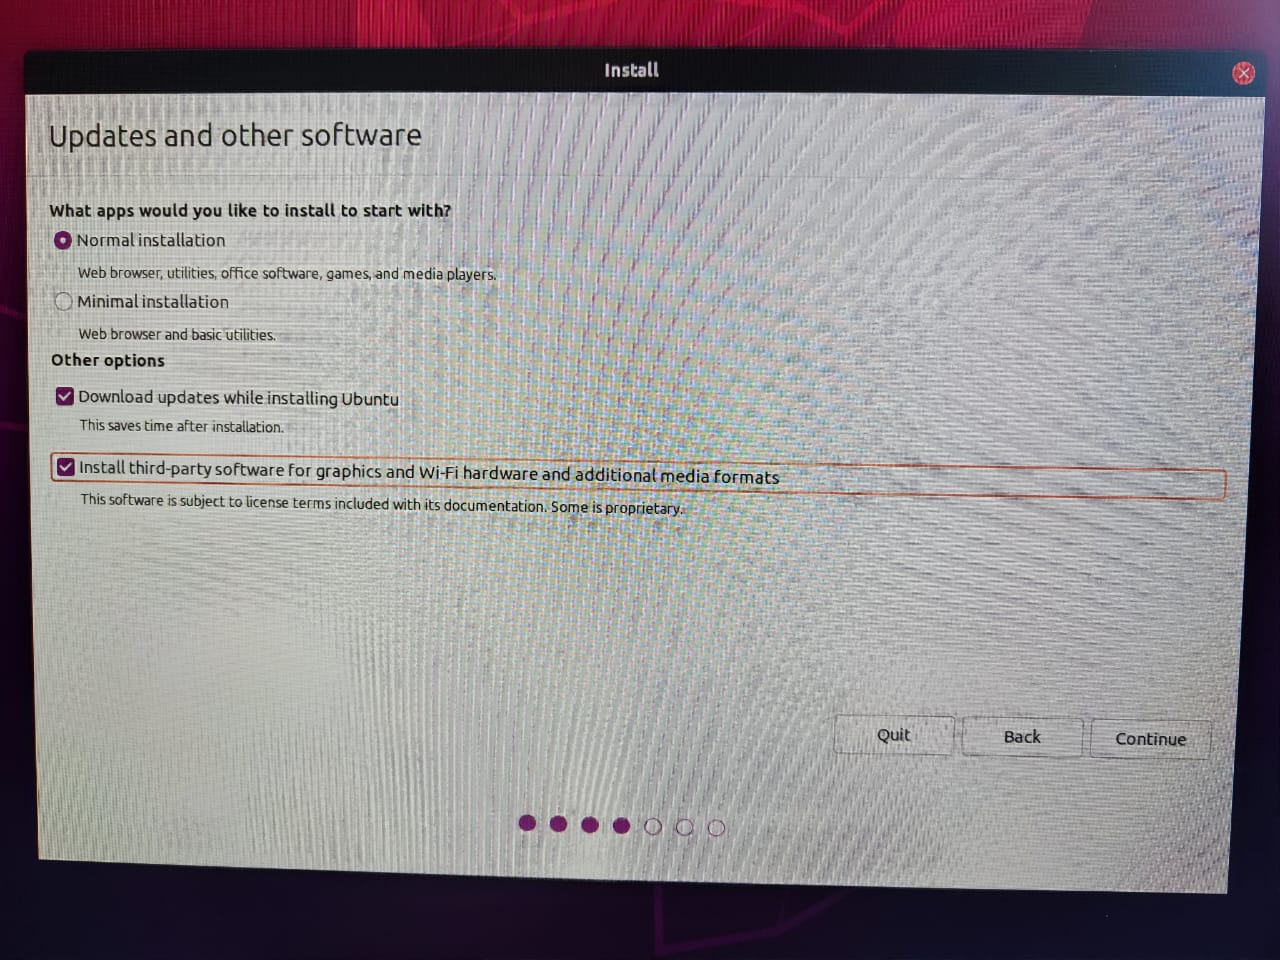 Install
Updates and other software
What apps would you like to install to start with?
Normal installation
Web browser, utilities, office software, games, and media players.
Minimal installation
Web browser and basic utilities.
Other options
Download updates while installing Ubuntu
This saves time after installation.
Install third-party software for graphics and Wi-Fi hardware and additional media formats
This software is subject to license terms included with its documentation. Some is proprietary.
Quit
Back
Continue